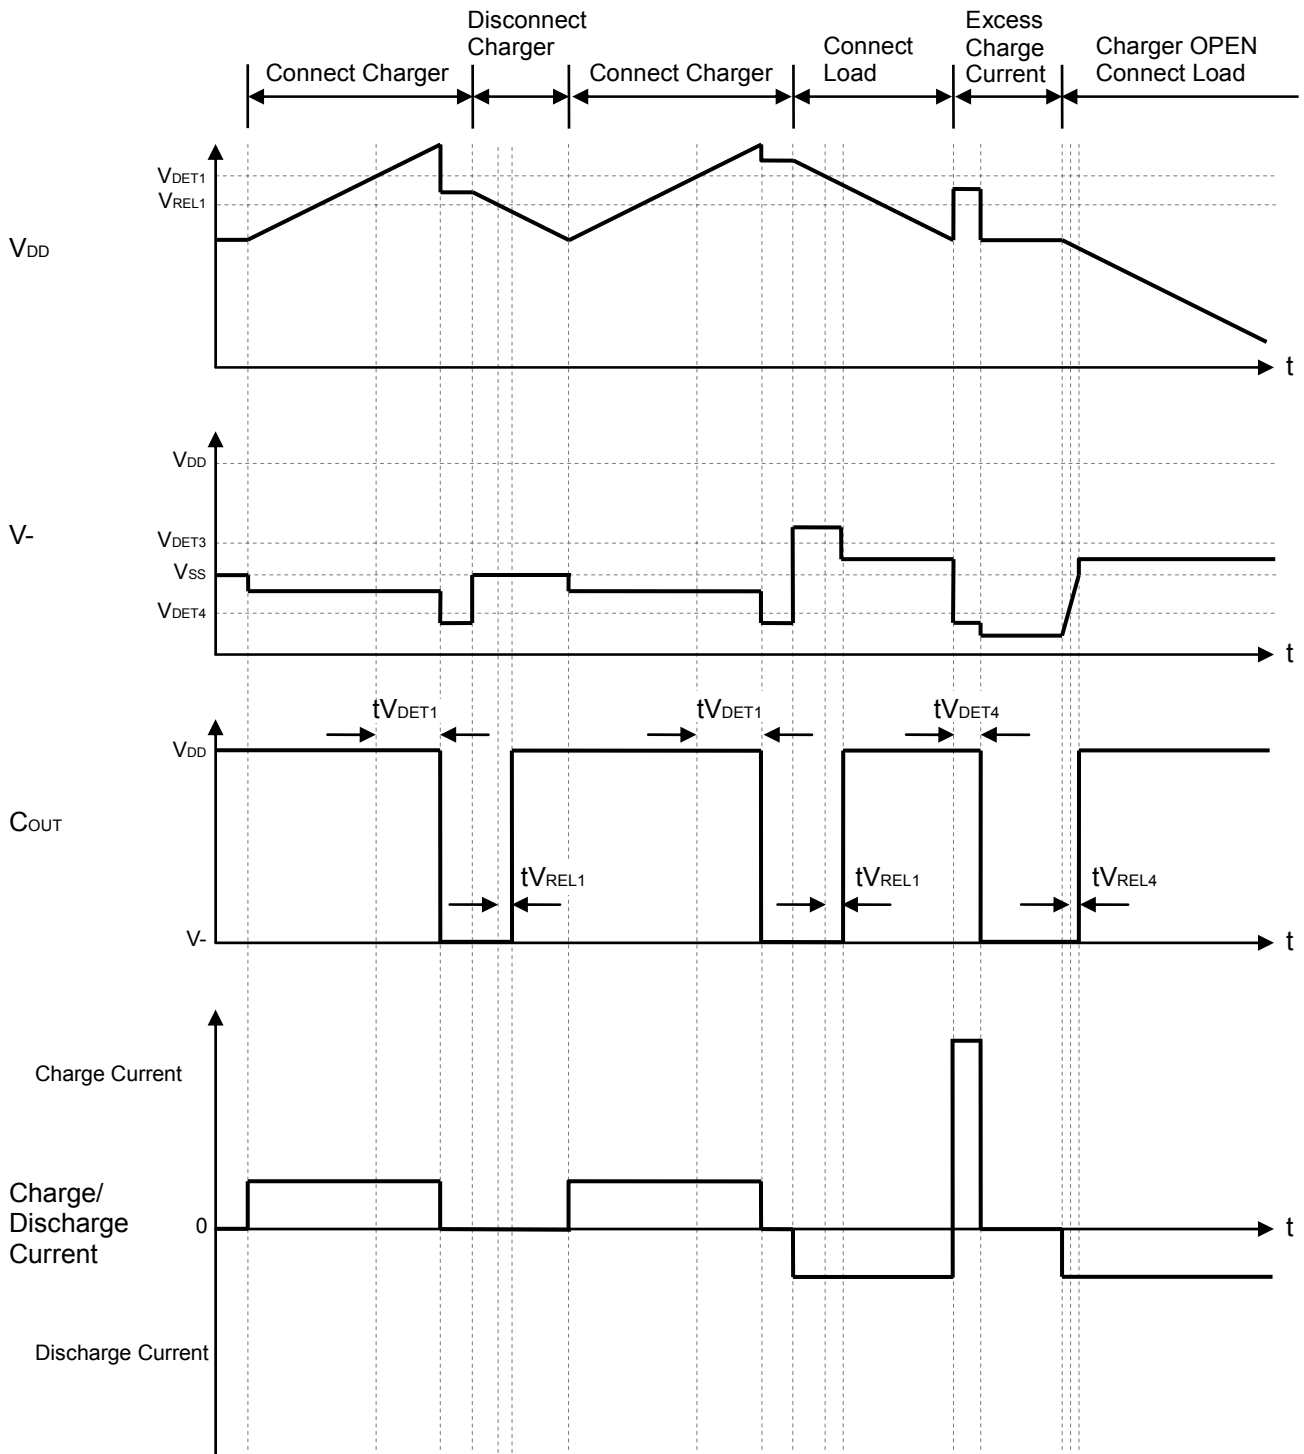 Disconnect
Charger
Excess
Charge
Current
Connect
Load
Charger OPEN
Connect Load
Connect Charger
Connect Charger
VDET1
VREL1
VDD
t
VDD
V-
VDET3
VSS
VDET4
t
tVDET1
tVDET1
tVDET4
VDD
COUT
tVREL1
tVREL1
tVREL4
V-
t
Charge Current
Charge/
Discharge
Current
0
t
Discharge Current